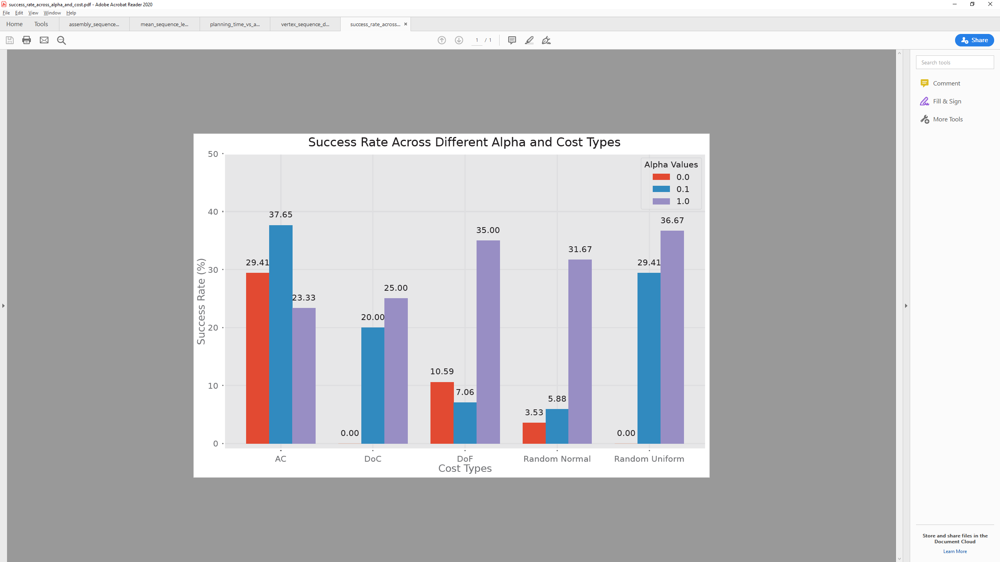 success_rate_across_alpha_and_cost.pdf - Adobe Acrobat Reader 2020
File Edit View Window Help
Home Tools assembly_sequence... mean_sequence_le... planning_time_vs_a... vertex_sequence_d... success_rate_across...
1 / 1
Share
Search tools
Comment
Fill & Sign
More Tools
Success Rate Across Different Alpha and Cost Types
Alpha Values
0.0
0.1
1.0
Success Rate (%)
50
40
30
20
10
0
29.41
37.65
23.33
0.00
20.00
25.00
10.59
7.06
35.00
3.53
5.88
31.67
0.00
29.41
36.67
AC DoC DoF Random Normal Random Uniform
Cost Types
Store and share files in the
Document Cloud
Learn More